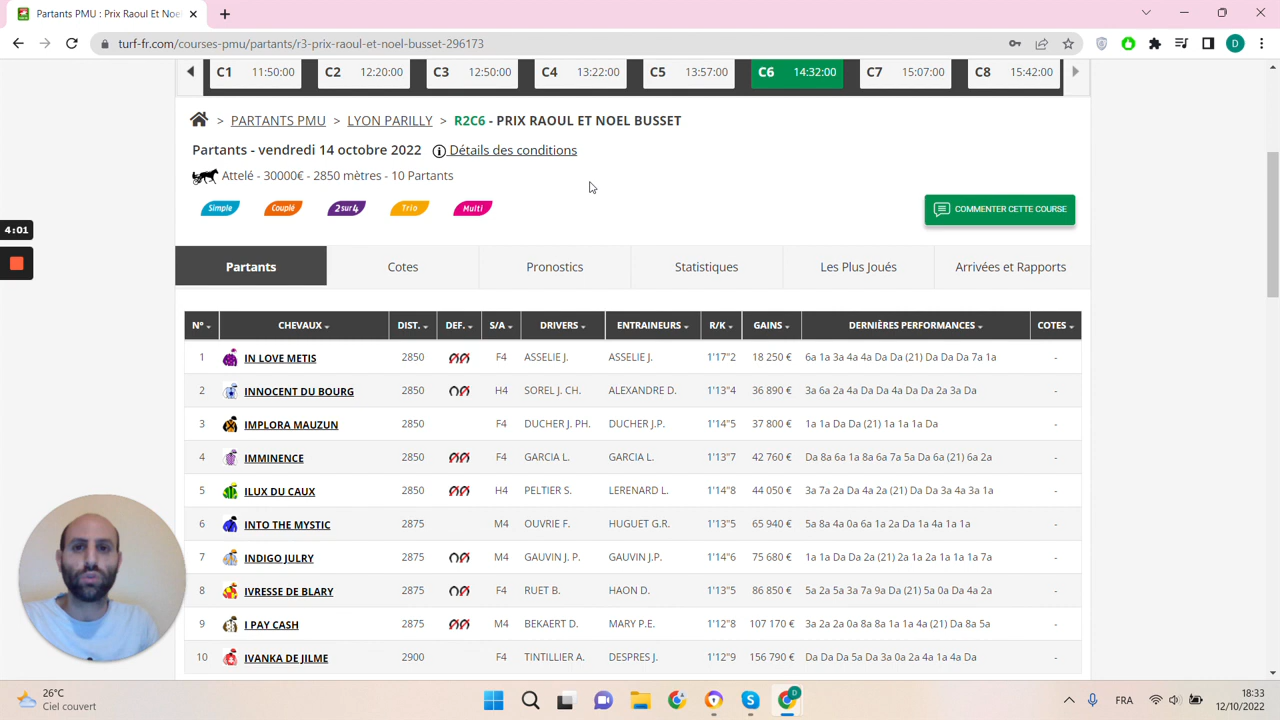 Partants PMU : Prix Raoul Et Noel
turf-fr.com/courses-pmu/partants/r3-prix-raoul-et-noel-busset-296173
D
C1 11:50:00 C2 12:20:00 C3 12:50:00 C4 13:22:00 C5 13:57:00 C6 14:32:00 C7 15:07:00 C8 15:42:00
> PARTANTS PMU > LYON PARILLY > R2C6 - PRIX RAOUL ET NOEL BUSSET
Partants - vendredi 14 octobre 2022 Détails des conditions
Attelé - 30000€ - 2850 mètres - 10 Partants
Simple Couplé 2sur4 Trio Multi
COMMENTER CETTE COURSE
4:01
Partants Cotes Pronostics Statistiques Les Plus Joués Arrivées et Rapports
N° CHEVAUX DIST. DEF. S/A DRIVERS ENTRAINEURS R/K GAINS DERNIÈRES PERFORMANCES COTES
1 IN LOVE METIS 2850 F4 ASSELIE J. ASSELIE J. 1'17"2 18 250 € 6a 1a 3a 4a 4a Da Da (21) Da Da Da 7a 1a -
2 INNOCENT DU BOURG 2850 H4 SOREL J. CH. ALEXANDRE D. 1'13"4 36 890 € 3a 6a 2a 4a Da Da 4a Da Da 2a 3a Da -
3 IMPLORA MAUZUN 2850 F4 DUCHER J. PH. DUCHER J.P. 1'14"5 37 800 € 1a 1a Da Da (21) 1a 1a 1a Da -
4 IMMINENCE 2850 F4 GARCIA L. GARCIA L. 1'13"7 42 760 € Da 8a 6a 1a 8a 6a 7a 5a Da 6a (21) 6a 2a -
5 ILUX DU CAUX 2850 H4 PELTIER S. LERENARD L. 1'14"8 44 050 € 3a 7a 2a Da 4a 2a (21) Da Da 3a 4a 3a 1a -
6 INTO THE MYSTIC 2875 M4 OUVRIE F. HUGUET G.R. 1'13"5 65 940 € 5a 8a 4a 0a 6a 1a 2a Da 1a 4a 1a 1a -
7 INDIGO JULRY 2875 M4 GAUVIN J. P. GAUVIN J.P. 1'14"6 75 680 € 1a 1a Da Da 2a (21) 2a 1a 2a 1a 1a 1a 7a -
8 IVRESSE DE BLARY 2875 F4 RUET B. HAON D. 1'13"5 86 850 € 5a 2a 5a 3a 7a 9a Da (21) 5a 0a Da 4a 2a -
9 I PAY CASH 2875 M4 BEKAERT D. MARY P.E. 1'12"8 107 170 € 3a 2a 2a 0a 8a 8a 1a 1a 4a (21) Da 8a 5a -
10 IVANKA DE JILME 2900 F4 TINTILLIER A. DESPRES J. 1'12"9 156 790 € Da Da Da 5a Da 3a 0a 2a 4a 1a 4a Da -
26°C
Ciel couvert
FRA
18:33
12/10/2022